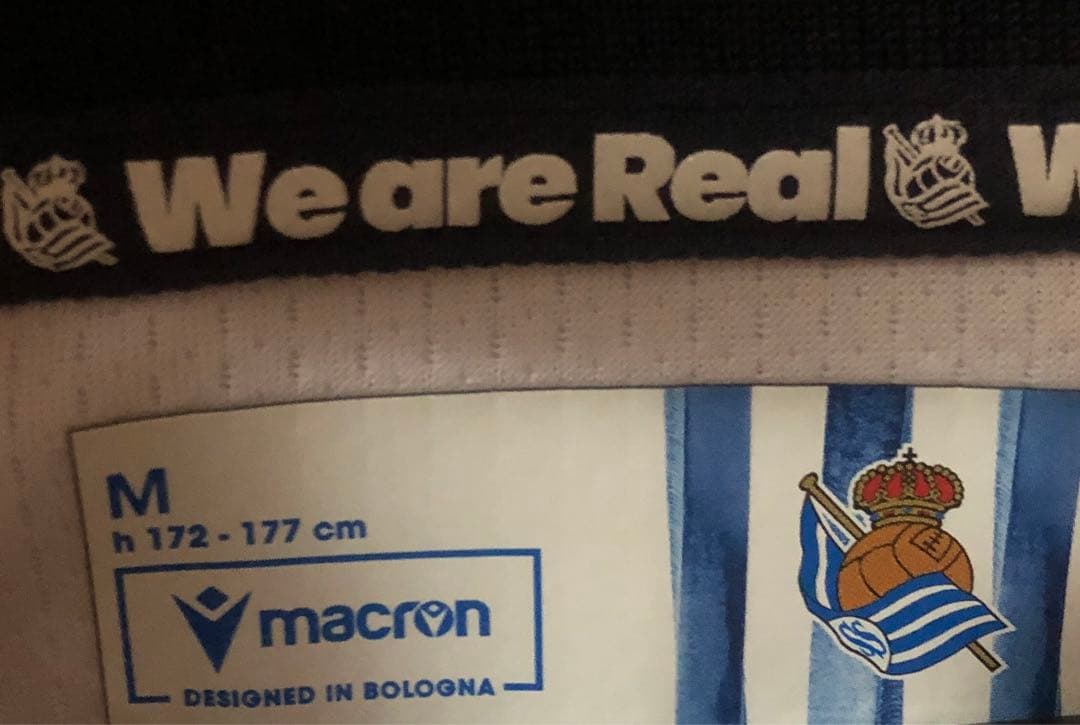 We are Real W
M
h 172 - 177 cm
macron
DESIGNED IN BOLOGNA